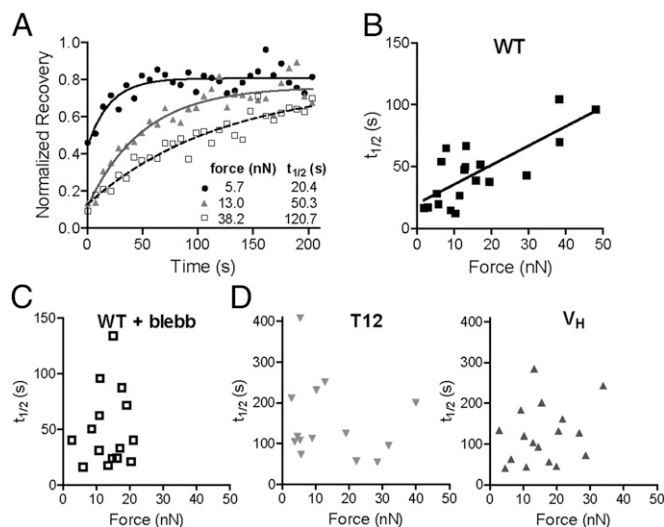 A
Normalized Recovery
1.0
0.8
0.6
0.4
0.2
0.0
0 50 100 150 200
Time (s)
force (nN) t1/2 (s)
5.7 20.4
13.0 50.3
38.2 120.7
B
WT
t1/2 (s)
150
100
50
0
0 10 20 30 40 50
Force (nN)
C
WT + blebb
t1/2 (s)
150
100
50
0
0 10 20 30 40 50
Force (nN)
D
T12
t1/2 (s)
400
300
200
100
0
0 10 20 30 40 50
Force (nN)
VH
t1/2 (s)
400
300
200
100
0
0 10 20 30 40 50
Force (nN)